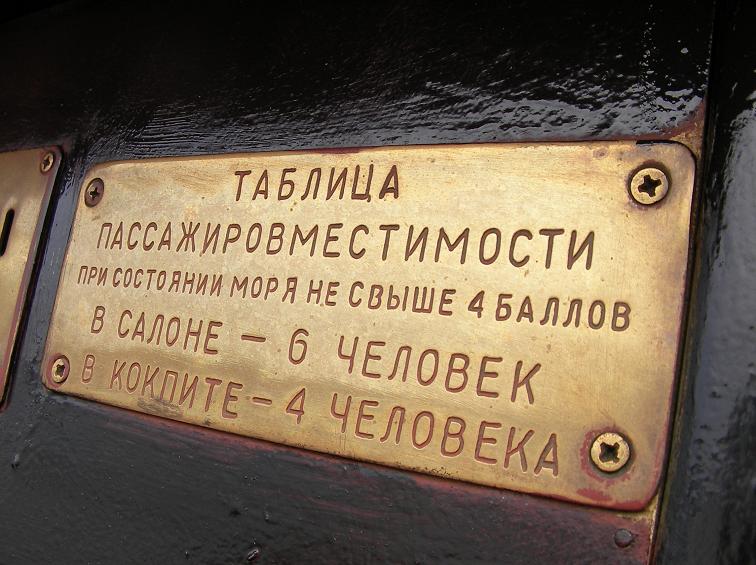 ТАБЛИЦА
ПАССАЖИРОВМЕСТИМОСТИ
ПРИ СОСТОЯНИИ МОРЯ НЕ СВЫШЕ 4 БАЛЛОВ
В САЛОНЕ – 6 ЧЕЛОВЕК
В КОКПИТЕ – 4 ЧЕЛОВЕКА